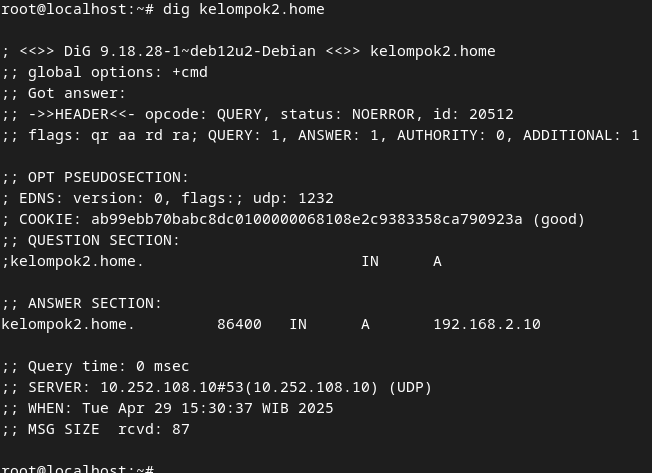 root@localhost:~# dig kelompok2.home
; <<>> DiG 9.18.28-1~deb12u2-Debian <<>> kelompok2.home
;; global options: +cmd
;; Got answer:
;; ->>HEADER<<- opcode: QUERY, status: NOERROR, id: 20512
;; flags: qr aa rd ra; QUERY: 1, ANSWER: 1, AUTHORITY: 0, ADDITIONAL: 1
;; OPT PSEUDOSECTION:
; EDNS: version: 0, flags:; udp: 1232
; COOKIE: ab99ebb70babc8dc0100000068108e2c9383358ca790923a (good)
;; QUESTION SECTION:
;kelompok2.home.                        IN      A
;; ANSWER SECTION:
kelompok2.home.         86400   IN      A       192.168.2.10
;; Query time: 0 msec
;; SERVER: 10.252.108.10#53(10.252.108.10) (UDP)
;; WHEN: Tue Apr 29 15:30:37 WIB 2025
;; MSG SIZE  rcvd: 87
root@localhost:~#